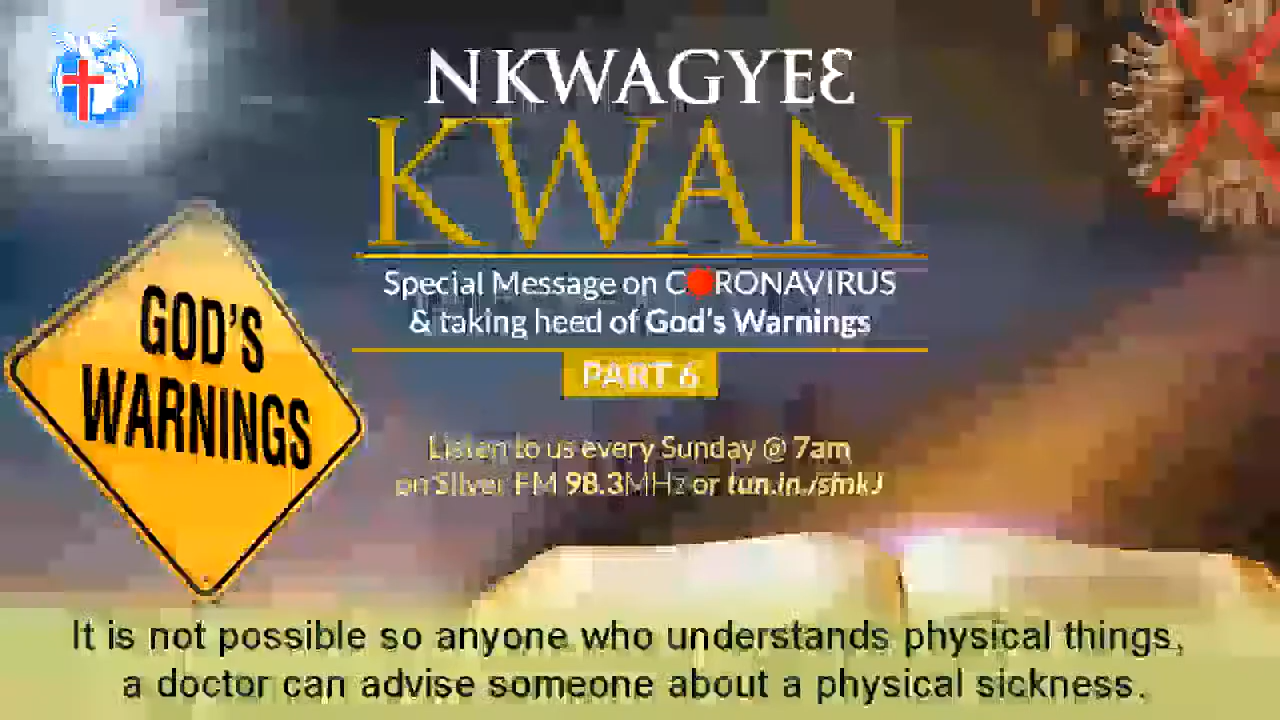 NKWAGYEƐ
KWAN
Special Message on CORONAVIRUS
& taking heed of God's Warnings
PART 6
Listen to us every Sunday @ 7am
on Silver FM 98.3MHz or tun.in./sfnkJ
GOD'S
WARNINGS
It is not possible so anyone who understands physical things,
a doctor can advise someone about a physical sickness.